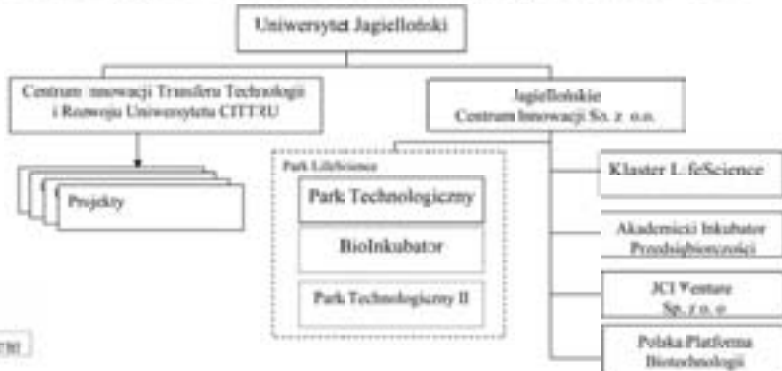 Uniwersytet Jagielloński
Centrum Innowacji Transferu Technologii
i Rozwoju Uniwersytetu CITTRU
Jagiellońskie
Centrum Innowacji Sp. z o.o.
Projekty
Park LifeScience
Park Technologiczny
BioInkubator
Park Technologiczny II
Klaster LifeScience
Akademicki Inkubator
Przedsiębiorczości
JCI Venture
Sp. z o. o
Polska Platforma
Biotechnologii